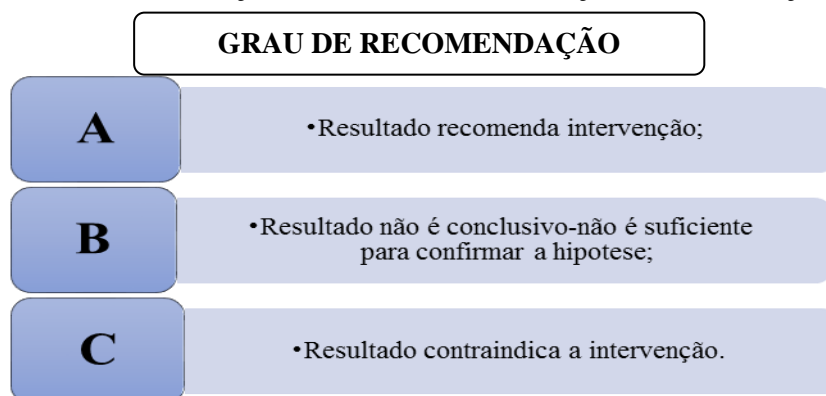 GRAU DE RECOMENDAÇÃO
A
•Resultado recomenda intervenção;
B
•Resultado não é conclusivo-não é suficiente
para confirmar a hipotese;
C
•Resultado contraindica a intervenção.